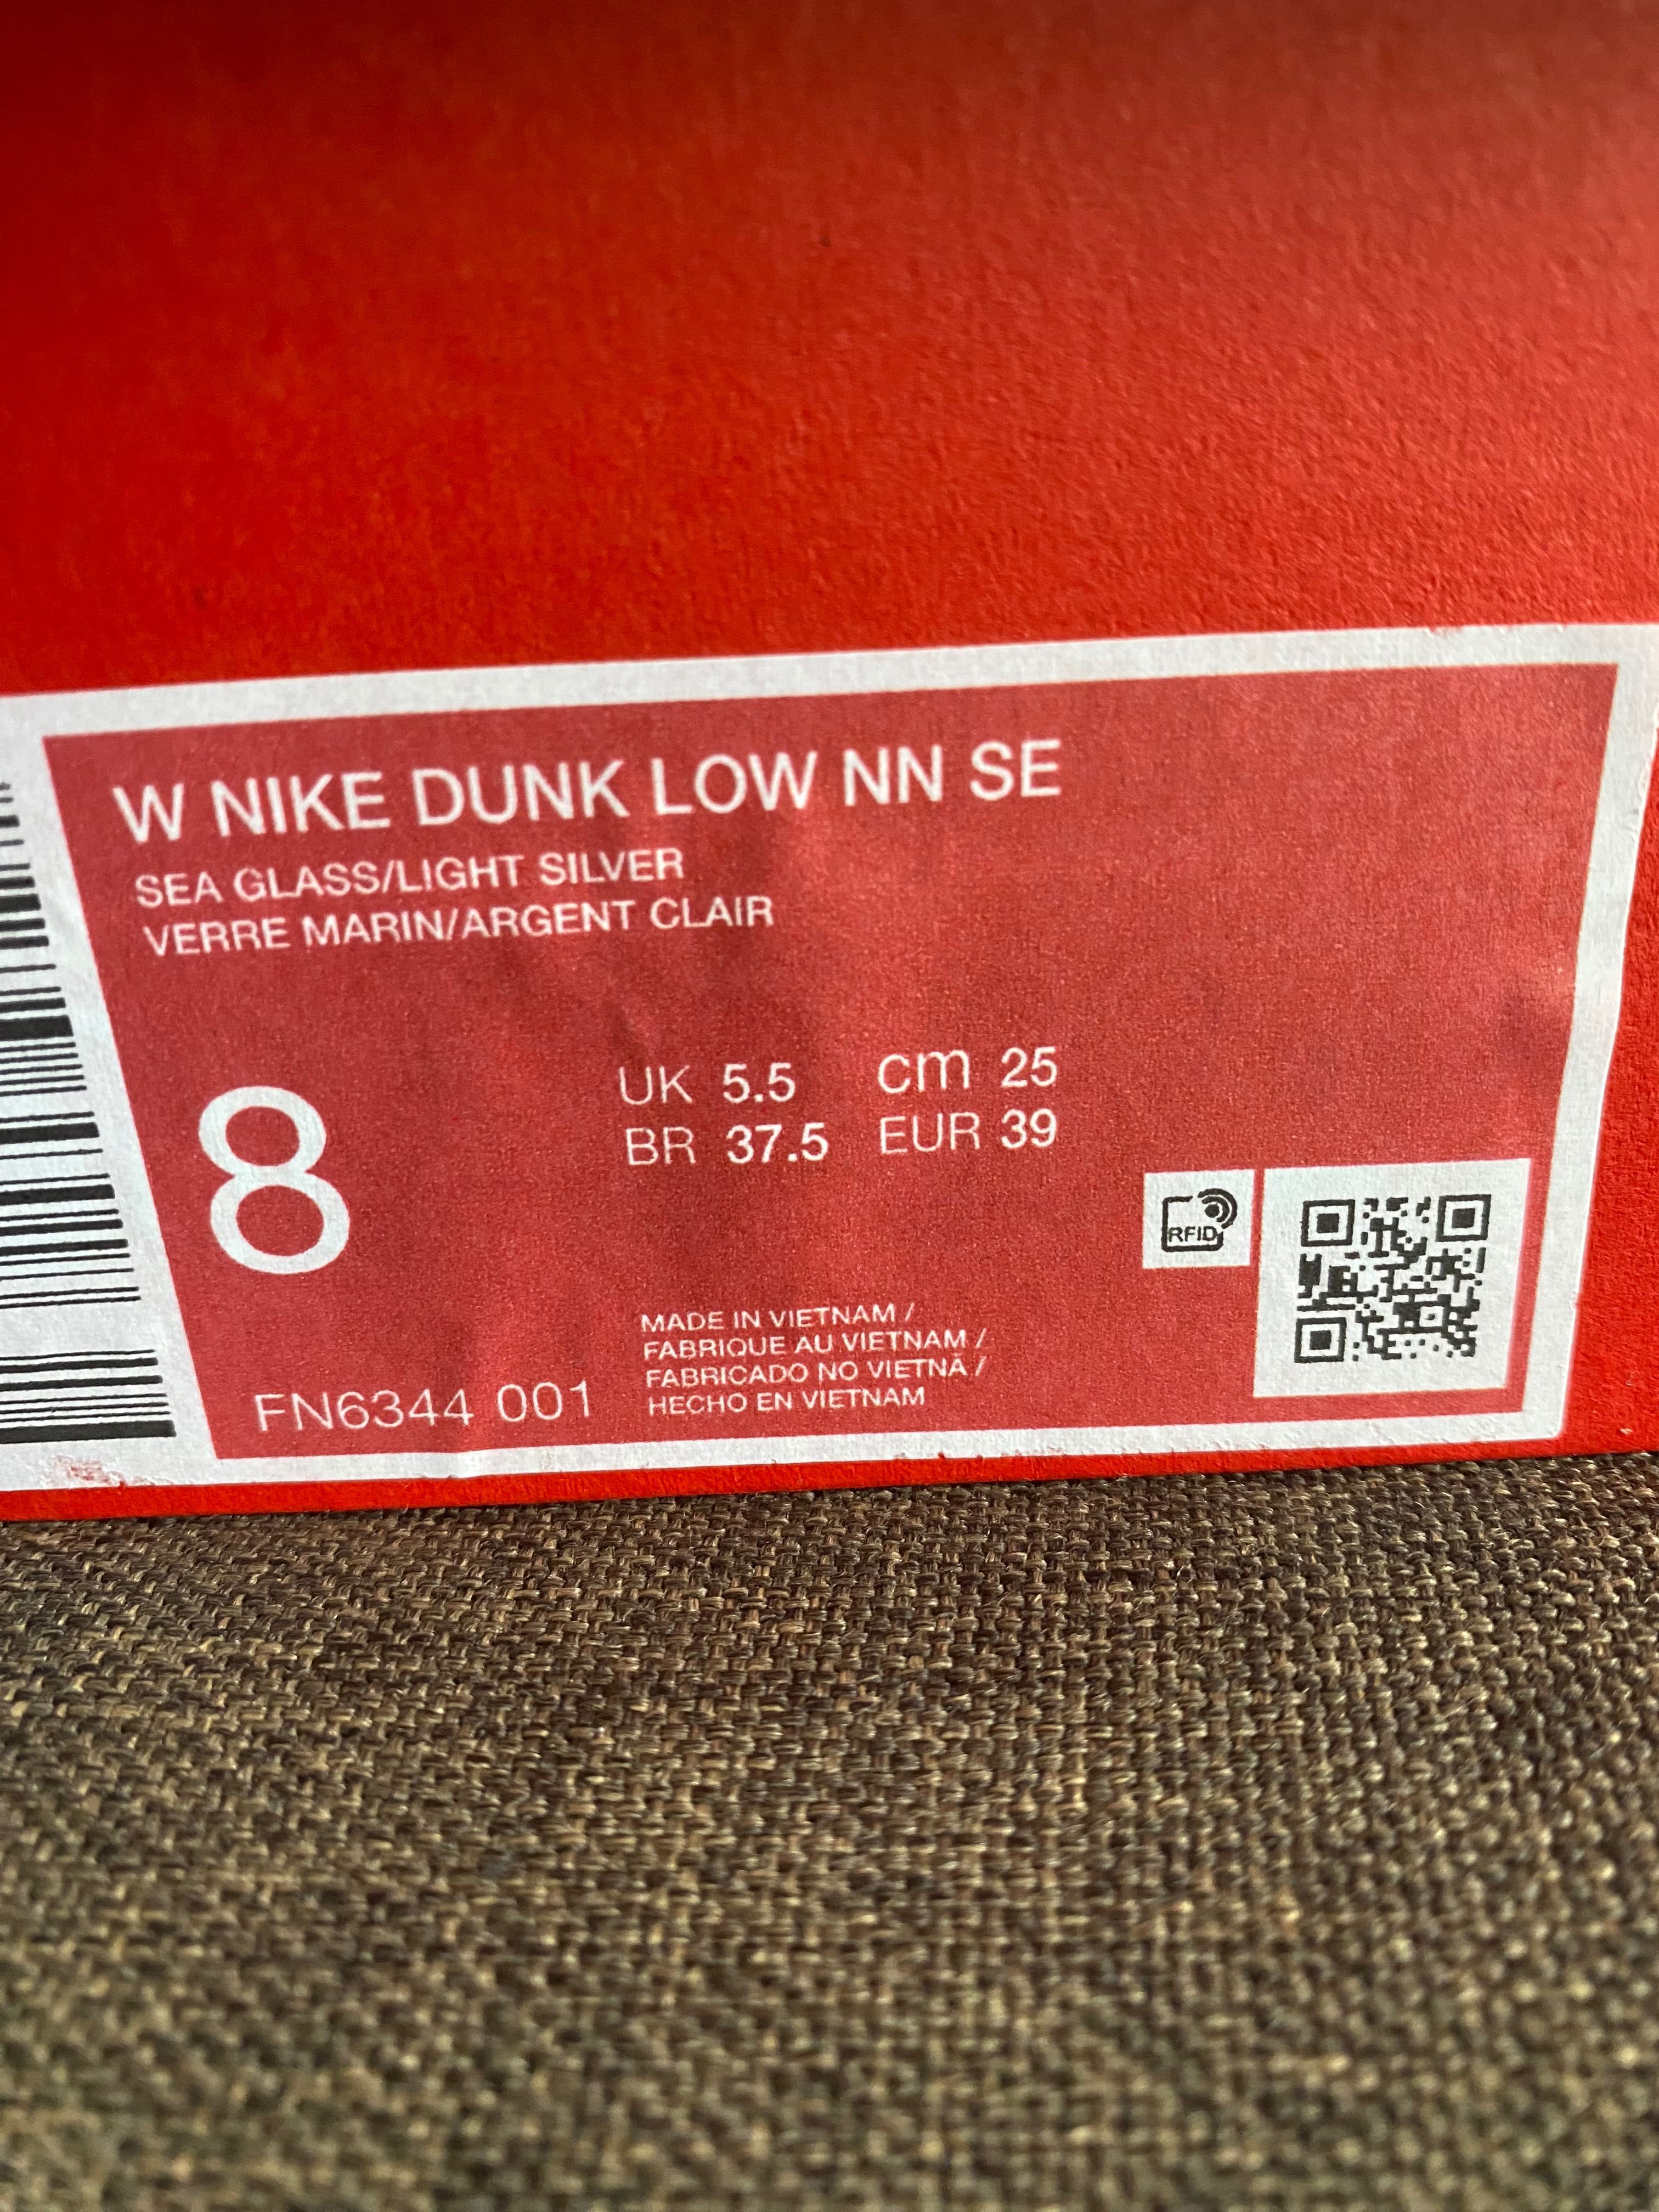 W NIKE DUNK LOW NN SE
SEA GLASS/LIGHT SILVER
VERRE MARIN/ARGENT CLAIR
8
UK 5.5 cm 25
BR 37.5 EUR 39
RFID
FN6344 001
MADE IN VIETNAM /
FABRIQUE AU VIETNAM /
FABRICADO NO VIETNÃ /
HECHO EN VIETNAM